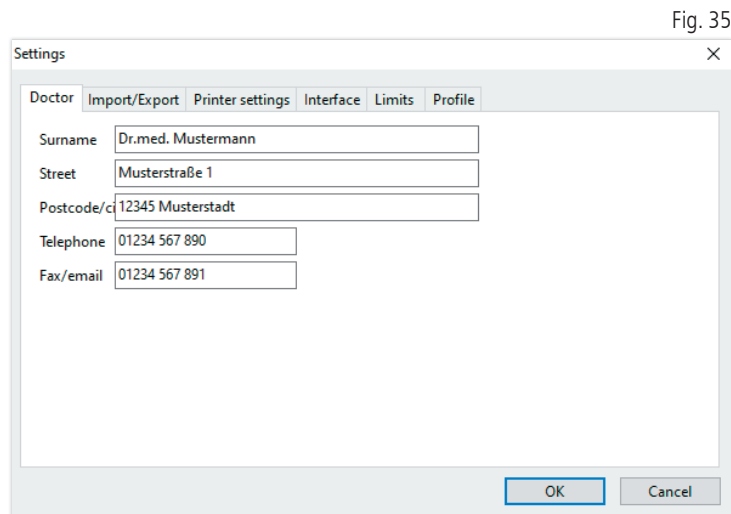 Fig. 35
Settings
Doctor Import/Export Printer settings Interface Limits Profile
Surname Dr.med. Mustermann
Street Musterstraße 1
Postcode/ci 12345 Musterstadt
Telephone 01234 567 890
Fax/email 01234 567 891
OK Cancel